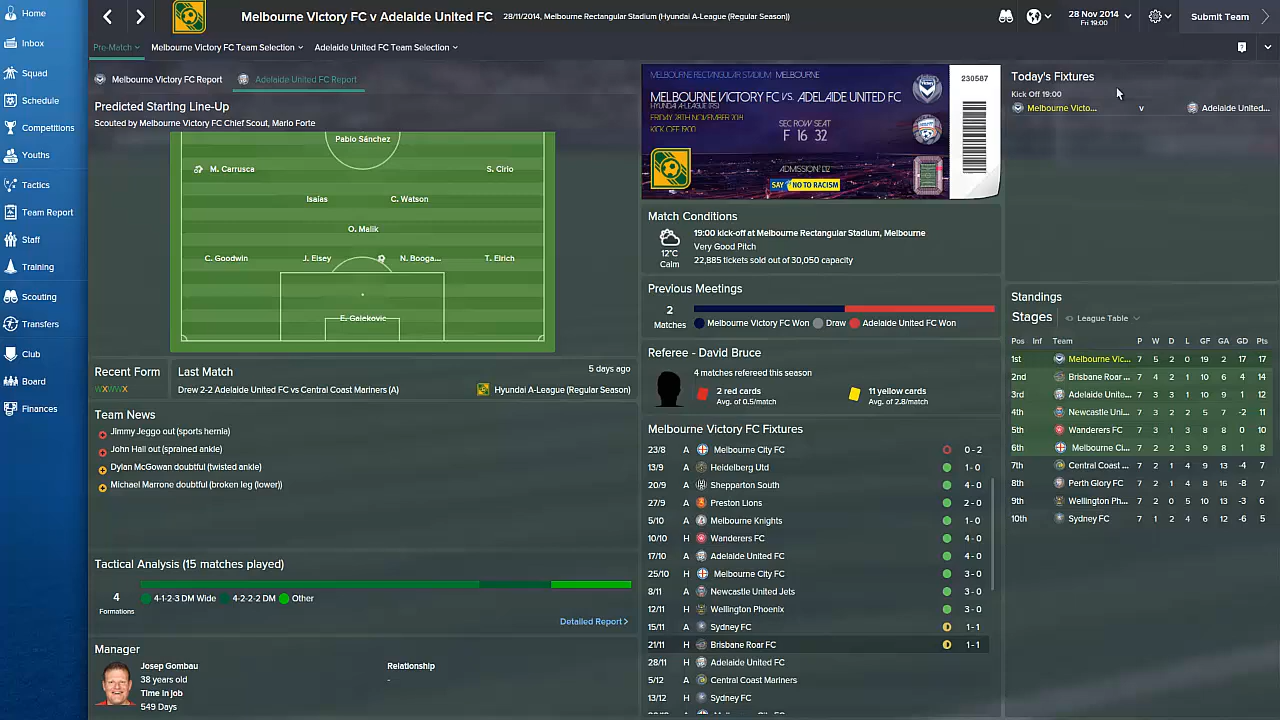 Melbourne Victory FC v Adelaide United FC
28/11/2014, Melbourne Rectangular Stadium (Hyundai A-League (Regular Season))
28 Nov 2014
Fri 19:00
Submit Team
Home
Inbox
Squad
Schedule
Competitions
Youths
Tactics
Team Report
Staff
Training
Scouting
Transfers
Club
Board
Finances
Pre-Match
Melbourne Victory FC Team Selection
Adelaide United FC Team Selection
Melbourne Victory FC Report
Adelaide United FC Report
Predicted Starting Line-Up
Scouted by Melbourne Victory FC Chief Scout, Mario Forte
Pablo Sánchez
M. Carrusca
S. Cirio
Isaías
C. Watson
O. Malik
C. Goodwin
J. Elsey
N. Booga...
T. Elrich
E. Galekovic
Recent Form
WXWWX
Last Match
5 days ago
Drew 2-2 Adelaide United FC vs Central Coast Mariners (A)
Hyundai A-League (Regular Season)
Team News
Jimmy Jeggo out (sports hernia)
John Hall out (sprained ankle)
Dylan McGowan doubtful (twisted ankle)
Michael Marrone doubtful (broken leg (lower))
Tactical Analysis (15 matches played)
4
Formations
4-1-2-3 DM Wide
4-2-2-2 DM
Other
Detailed Report>
Manager
Josep Gombau
38 years old
Time in job
549 Days
Relationship
-
MELBOURNE RECTANGULAR STADIUM MELBOURNE
MELBOURNE VICTORY FC VS. ADELAIDE UNITED FC
HYUNDAI A-LEAGUE (RS)
FRIDAY 28TH NOVEMBER 2014
KICK OFF 19:00
SEC ROW SEAT
F 16 32
SAY NO TO RACISM
230587
Match Conditions
12°C
Calm
19:00 kick-off at Melbourne Rectangular Stadium, Melbourne
Very Good Pitch
22,885 tickets sold out of 30,050 capacity
Previous Meetings
2
Matches
Melbourne Victory FC Won
Draw
Adelaide United FC Won
Referee - David Bruce
4 matches refereed this season
2 red cards
Avg. of 0.5/match
11 yellow cards
Avg. of 2.8/match
Melbourne Victory FC Fixtures
23/8 A Melbourne City FC 0 - 2
13/9 A Heidelberg Utd 1 - 0
20/9 A Shepparton South 4 - 0
27/9 A Preston Lions 2 - 0
5/10 A Melbourne Knights 1 - 0
10/10 H Wanderers FC 4 - 0
17/10 A Adelaide United FC 4 - 0
25/10 H Melbourne City FC 3 - 0
8/11 A Newcastle United Jets 3 - 0
12/11 H Wellington Phoenix 3 - 0
15/11 A Sydney FC 1 - 1
21/11 H Brisbane Roar FC 1 - 1
28/11 H Adelaide United FC
5/12 A Central Coast Mariners
13/12 H Sydney FC
Today's Fixtures
Kick Off 19:00
Melbourne Victo...
v
Adelaide United...
Standings
Stages
League Table
Pos Inf Team P W D L GF GA GD Pts
1st Melbourne Vic... 7 5 2 0 19 2 17 17
2nd Brisbane Roar ... 7 4 2 1 10 6 4 14
3rd Adelaide Unite... 7 3 3 1 10 9 1 12
4th Newcastle Uni... 7 3 2 2 5 7 -2 11
5th Wanderers FC 7 3 1 3 8 8 0 10
6th Melbourne Ci... 7 2 2 3 9 8 1 8
7th Central Coast ... 7 2 1 4 9 13 -4 7
8th Perth Glory FC 7 2 1 4 8 16 -8 7
9th Wellington Ph... 7 2 0 5 10 13 -3 6
10th Sydney FC 7 1 2 4 6 12 -6 5